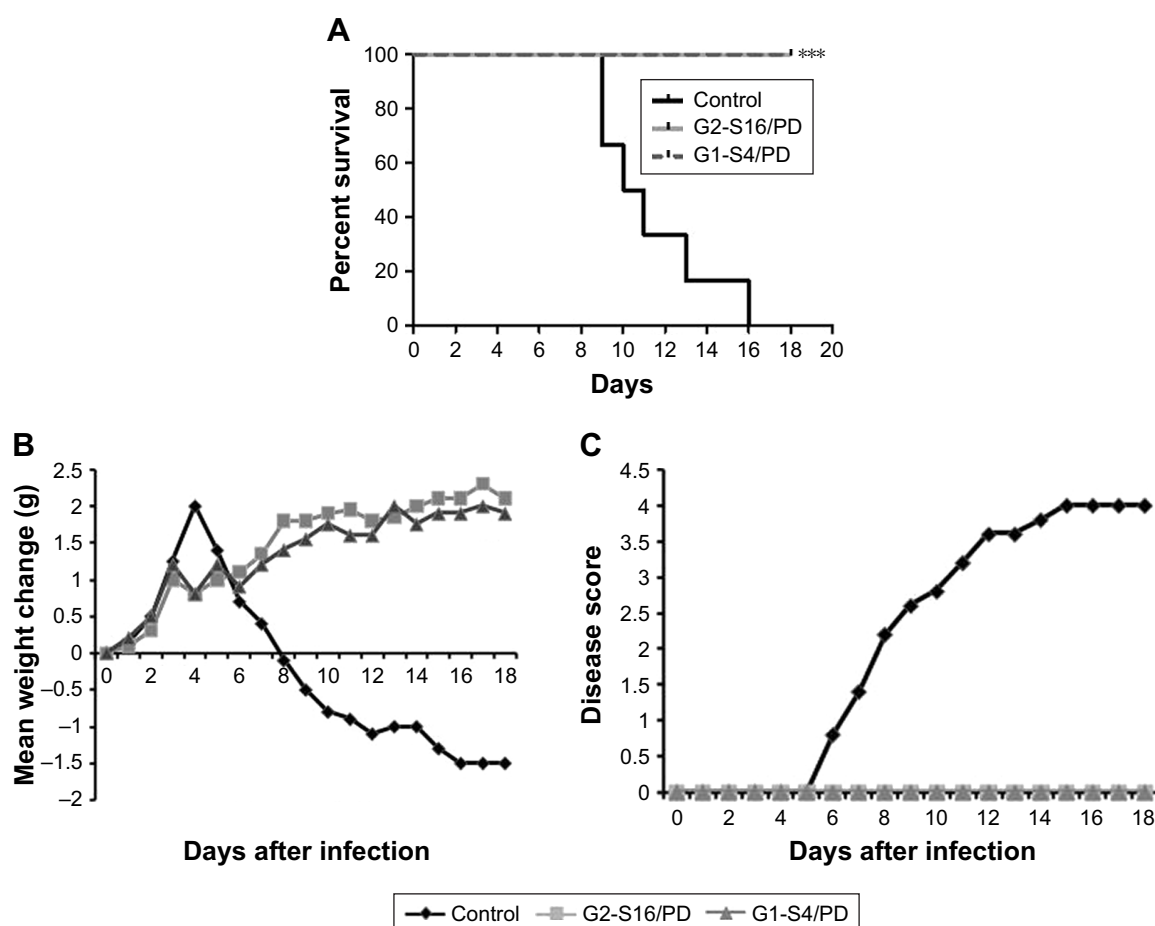 A
100
80
60
40
20
0
Percent survival
***
Control
G2-S16/PD
G1-S4/PD
0 2 4 6 8 10 12 14 16 18 20
Days
B
2.5
2
1.5
1
0.5
0
–0.5
–1
–1.5
–2
Mean weight change (g)
0 2 4 6 8 10 12 14 16 18
Days after infection
C
4.5
4
3.5
3
2.5
2
1.5
1
0.5
0
Disease score
0 2 4 6 8 10 12 14 16 18
Days after infection
Control G2-S16/PD G1-S4/PD